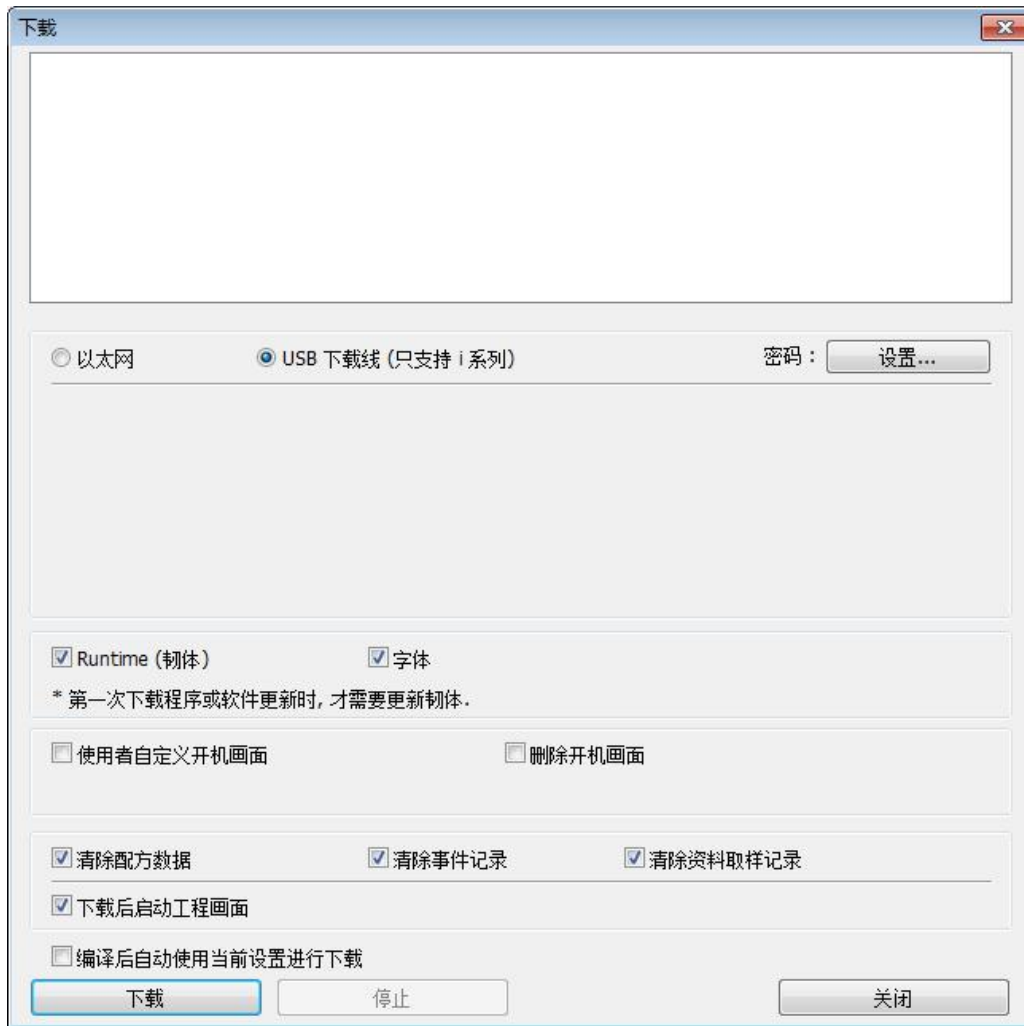 下载
以太网 USB 下载线 (只支持 i 系列) 密码： 设置...
Runtime (韧体) 字体
* 第一次下载程序或软件更新时, 才需要更新韧体.
使用者自定义开机画面 删除开机画面
清除配方数据 清除事件记录 清除资料取样记录
下载后启动工程画面
编译后自动使用当前设置进行下载
下载 停止 关闭